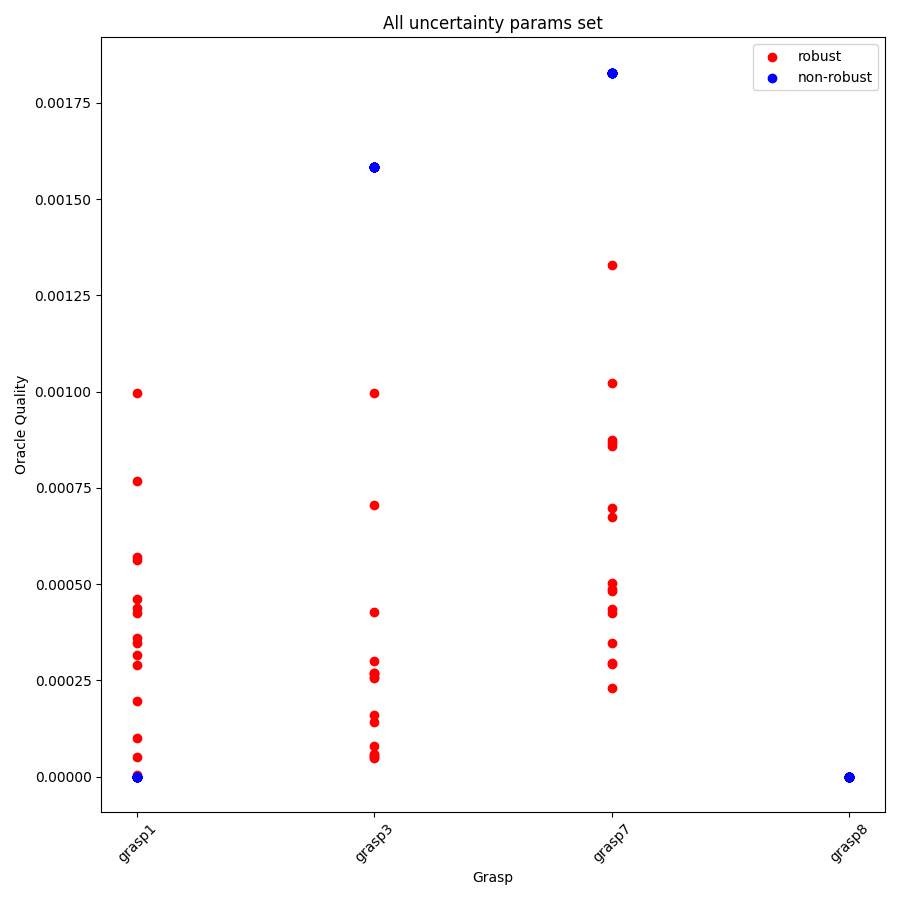 All uncertainty params set
robust
non-robust
0.00175
0.00150
0.00125
0.00100
0.00075
0.00050
0.00025
0.00000
Oracle Quality
grasp1
grasp3
grasp7
grasp8
Grasp